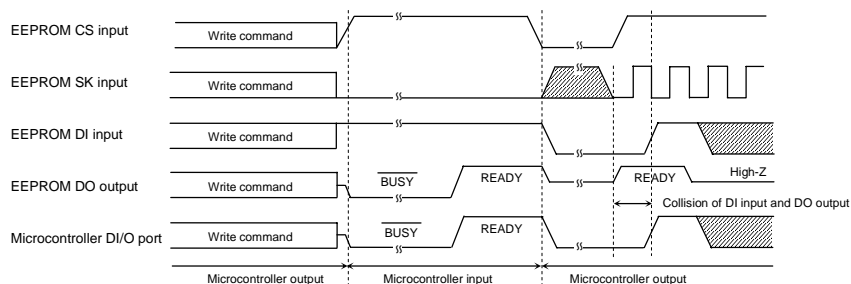 EEPROM CS input
Write command
EEPROM SK input
Write command
EEPROM DI input
Write command
EEPROM DO output
Write command
BUSY
READY
READY
High-Z
Collision of DI input and DO output
Microcontroller DI/O port
Write command
BUSY
READY
Microcontroller output
Microcontroller input
Microcontroller output